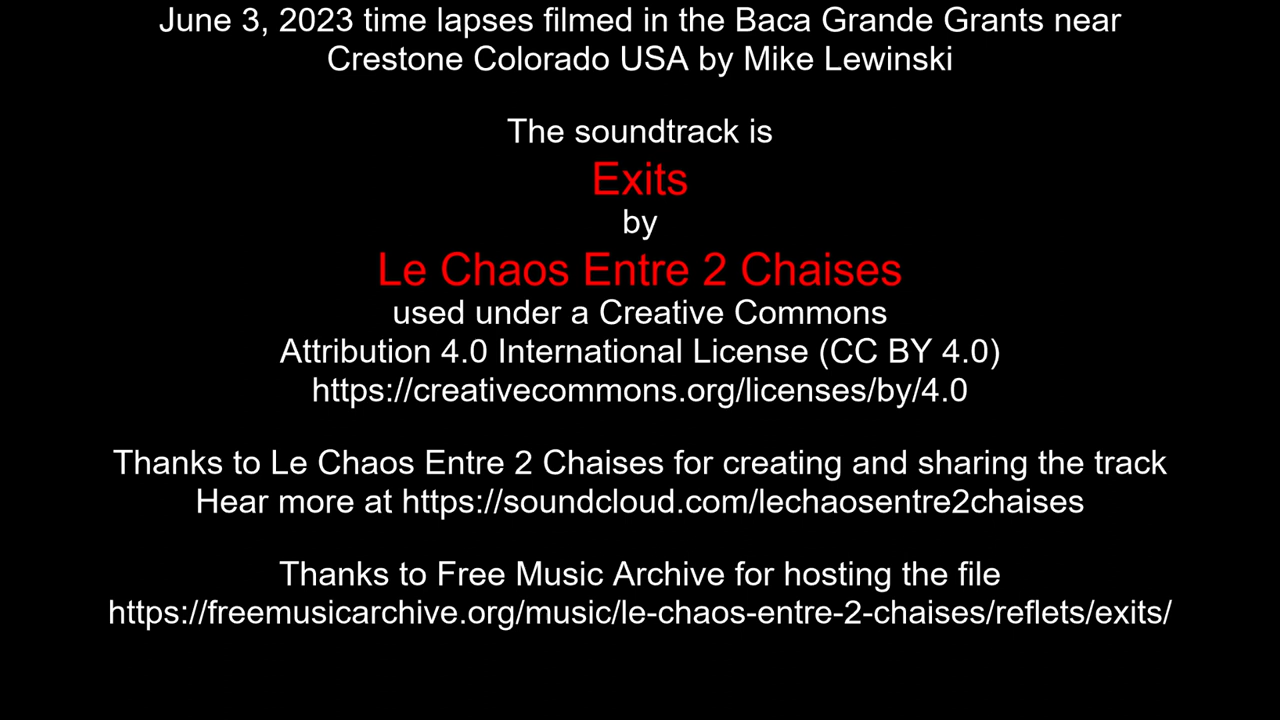 June 3, 2023 time lapses filmed in the Baca Grande Grants near
Crestone Colorado USA by Mike Lewinski
The soundtrack is
Exits
by
Le Chaos Entre 2 Chaises
used under a Creative Commons
Attribution 4.0 International License (CC BY 4.0)
https://creativecommons.org/licenses/by/4.0
Thanks to Le Chaos Entre 2 Chaises for creating and sharing the track
Hear more at https://soundcloud.com/lechaosentre2chaises
Thanks to Free Music Archive for hosting the file
https://freemusicarchive.org/music/le-chaos-entre-2-chaises/reflets/exits/